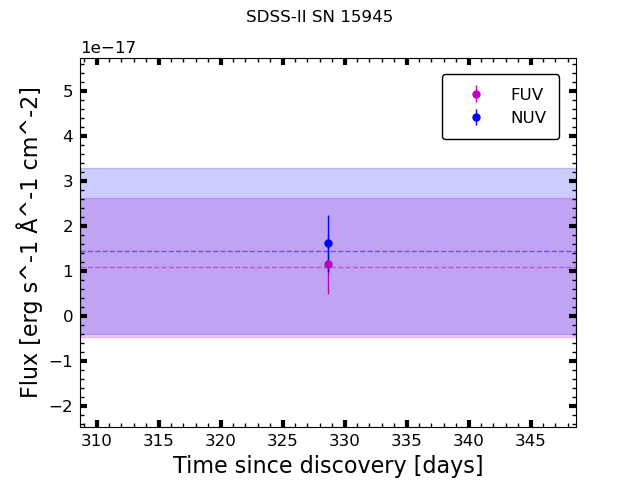 SDSS-II SN 15945
1e−17
FUV
NUV
5
4
3
2
1
0
−1
−2
Flux [erg s^-1 Å^-1 cm^-2]
310 315 320 325 330 335 340 345
Time since discovery [days]